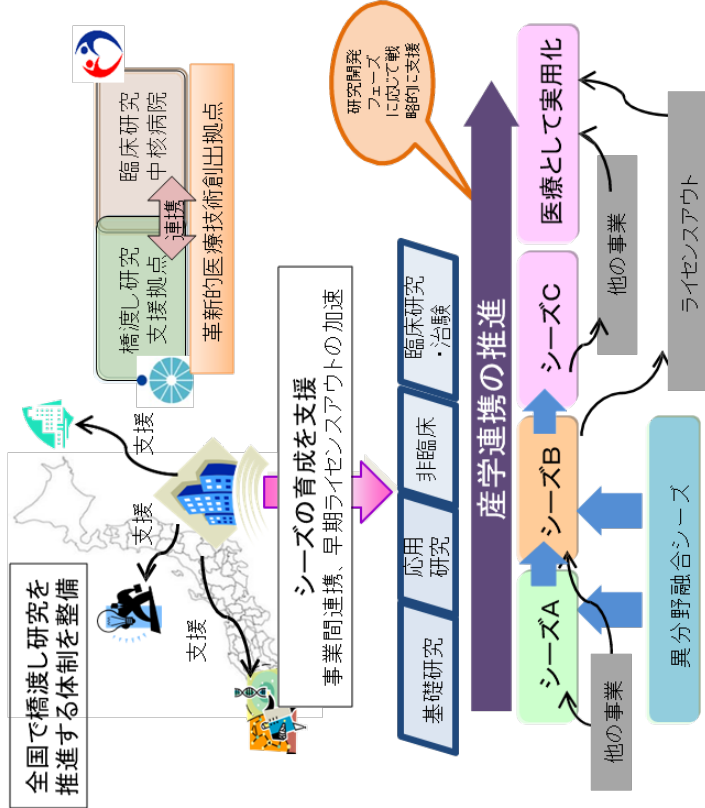 全国で橋渡し研究を
推進する体制を整備
支援
支援
支援
橋渡し研究
支援拠点
連携
臨床研究
中核病院
革新的医療技術創出拠点
シーズの育成を支援
事業間連携、早期ライセンスアウトの加速
基礎研究
応用
研究
非臨床
臨床研究
・治験
研究開発
フェーズ
に応じて戦
略的に支援
産学連携の推進
シーズA
シーズB
シーズC
医療として実用化
他の事業
異分野融合シーズ
他の事業
ライセンスアウト